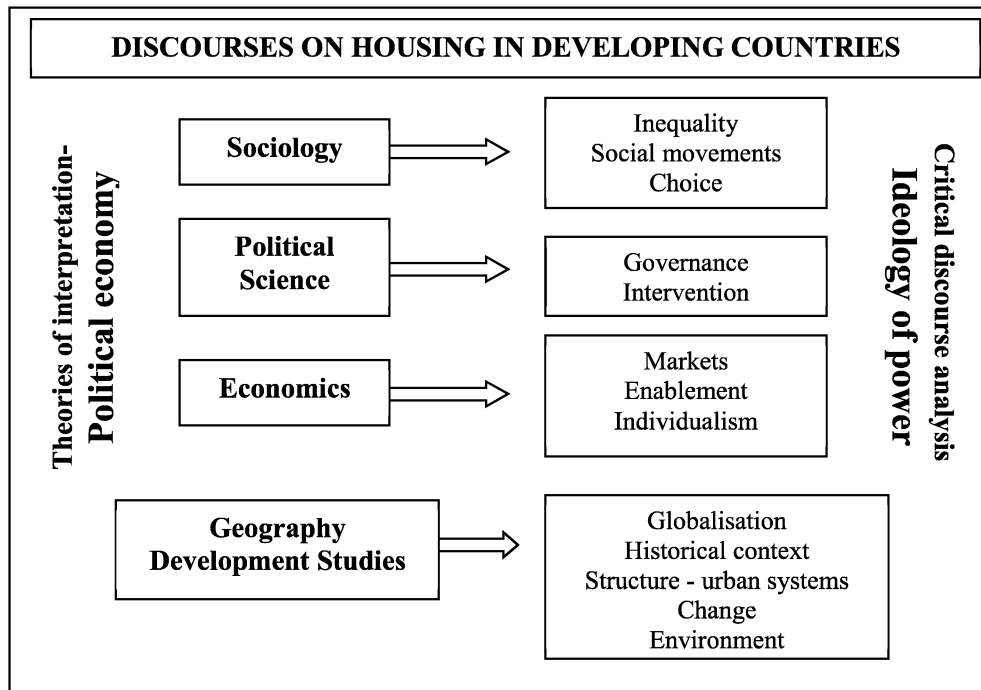 DISCOURSES ON HOUSING IN DEVELOPING COUNTRIES
Theories of interpretation-
Political economy
Sociology
Inequality
Social movements
Choice
Political
Science
Governance
Intervention
Economics
Markets
Enablement
Individualism
Geography
Development Studies
Globalisation
Historical context
Structure - urban systems
Change
Environment
Critical discourse analysis
Ideology of power